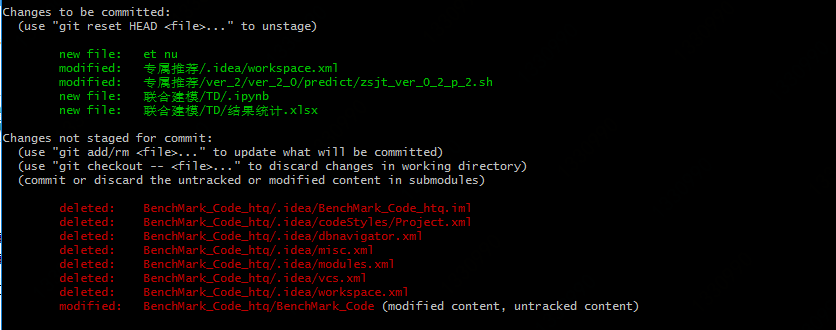 Changes to be committed:
  (use "git reset HEAD <file>..." to unstage)
        new file:   et nu
        modified:   专属推荐/.idea/workspace.xml
        modified:   专属推荐/ver_2/ver_2_0/predict/zsjt_ver_0_2_p_2.sh
        new file:   联合建模/TD/.ipynb
        new file:   联合建模/TD/结果统计.xlsx
Changes not staged for commit:
  (use "git add/rm <file>..." to update what will be committed)
  (use "git checkout -- <file>..." to discard changes in working directory)
  (commit or discard the untracked or modified content in submodules)
        deleted:    BenchMark_Code_htq/.idea/BenchMark_Code_htq.iml
        deleted:    BenchMark_Code_htq/.idea/codeStyles/Project.xml
        deleted:    BenchMark_Code_htq/.idea/dbnavigator.xml
        deleted:    BenchMark_Code_htq/.idea/misc.xml
        deleted:    BenchMark_Code_htq/.idea/modules.xml
        deleted:    BenchMark_Code_htq/.idea/vcs.xml
        deleted:    BenchMark_Code_htq/.idea/workspace.xml
        modified:   BenchMark_Code_htq/BenchMark_Code (modified content, untracked content)